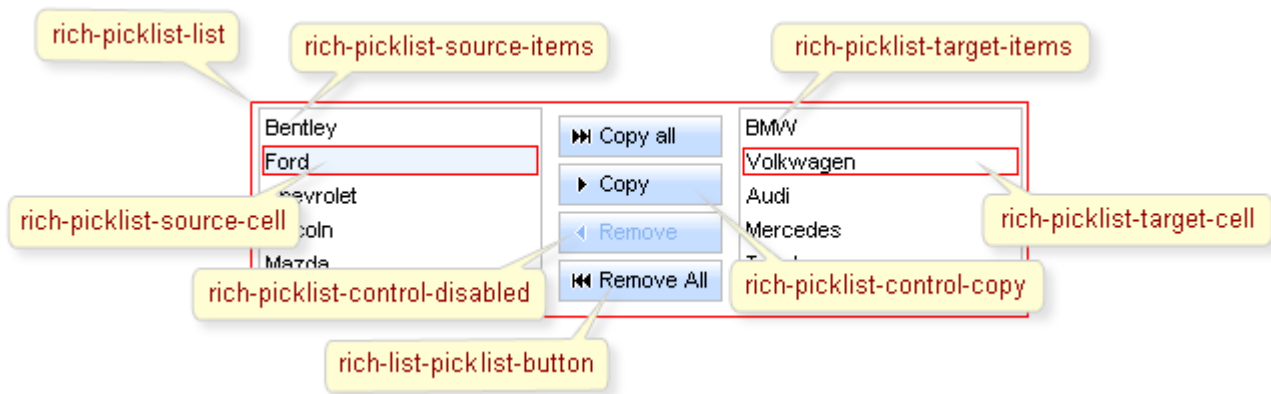 rich-picklist-list
rich-picklist-source-items
rich-picklist-target-items
Bentley
Copy all
BMW
Ford
Volkwagen
Copy
Audi
rich-picklist-source-cell
rich-picklist-target-cell
Remove
Mercedes
Mazda
rich-picklist-control-disabled
Remove All
rich-picklist-control-copy
rich-list-picklist-button